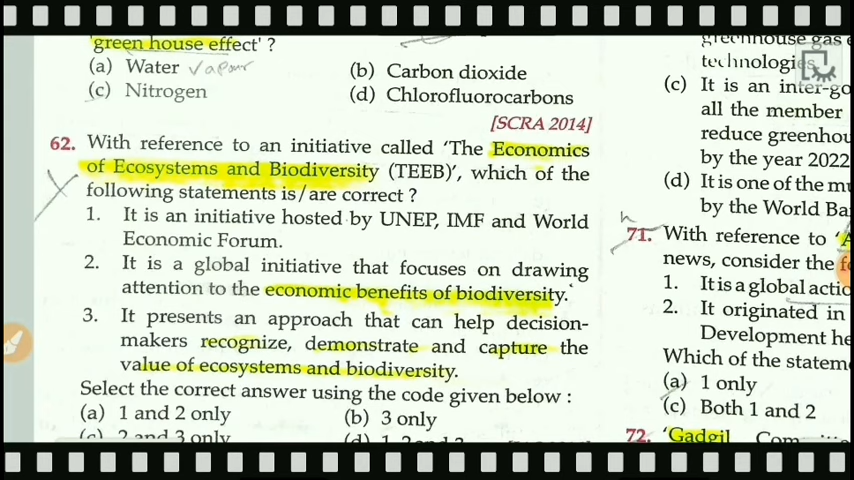 'green house effect' ?
(a) Water vapour
(b) Carbon dioxide
(c) Nitrogen
(d) Chlorofluorocarbons
[SCRA 2014]
62. With reference to an initiative called 'The Economics
of Ecosystems and Biodiversity (TEEB)', which of the
following statements is/are correct ?
1. It is an initiative hosted by UNEP, IMF and World
Economic Forum.
2. It is a global initiative that focuses on drawing
attention to the economic benefits of biodiversity.
3. It presents an approach that can help decision-
makers recognize, demonstrate and capture the
value of ecosystems and biodiversity.
Select the correct answer using the code given below :
(a) 1 and 2 only
(b) 3 only
(c) 2 and 3 only
greenhouse gas e
technologies
(c) It is an inter-go
all the member
reduce greenhou
by the year 2022
(d) It is one of the mu
by the World Ba
71. With reference to 'A
news, consider the
1. It is a global actio
2. It originated in
Development he
Which of the statem
(a) 1 only
(c) Both 1 and 2
72. 'Gadgil Com